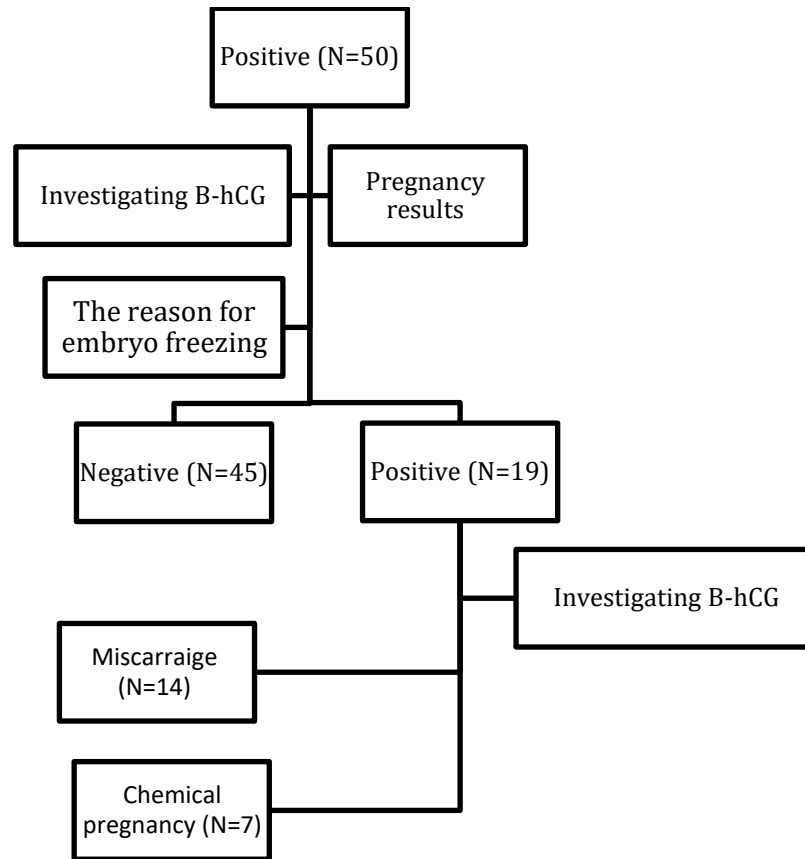 Positive (N=50)
Investigating B-hCG
Pregnancy
results
The reason for
embryo freezing
Negative (N=45)
Positive (N=19)
Investigating B-hCG
Miscarraige
(N=14)
Chemical
pregnancy (N=7)